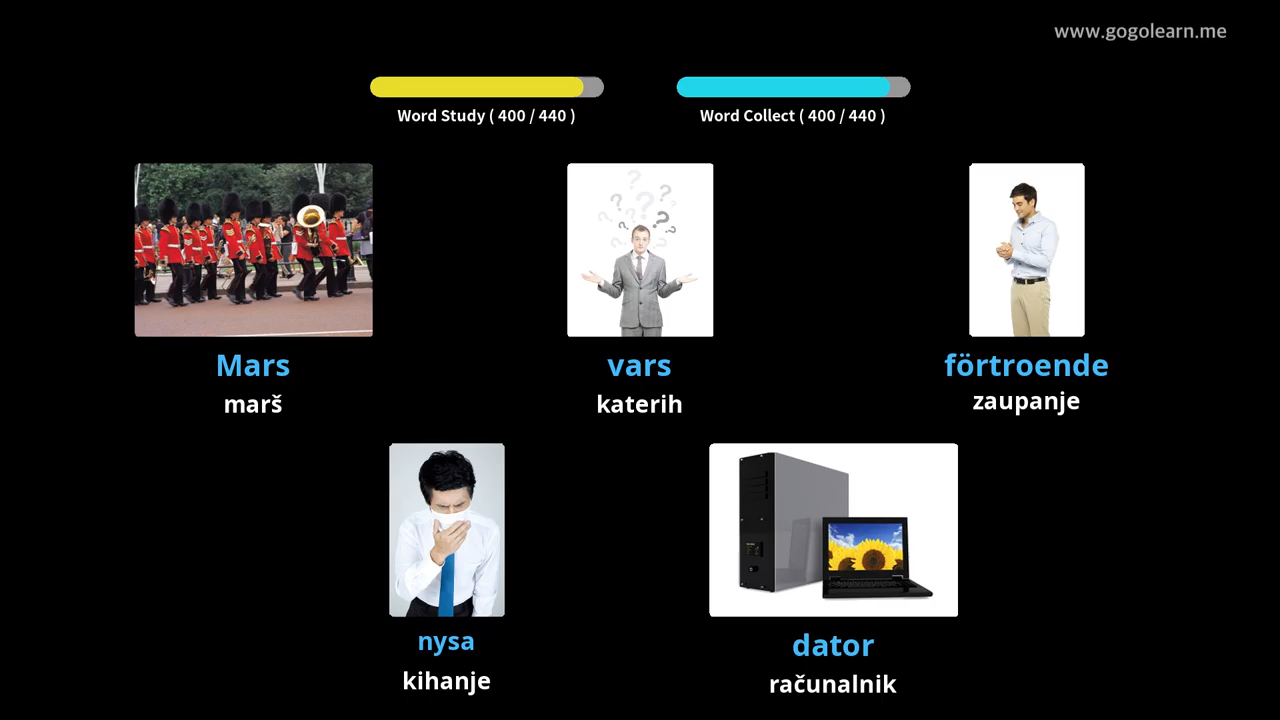 www.gogolearn.me
Word Study ( 400 / 440 )
Word Collect ( 400 / 440 )
Mars
marš
vars
katerih
förtroende
zaupanje
nysa
kihanje
dator
računalnik